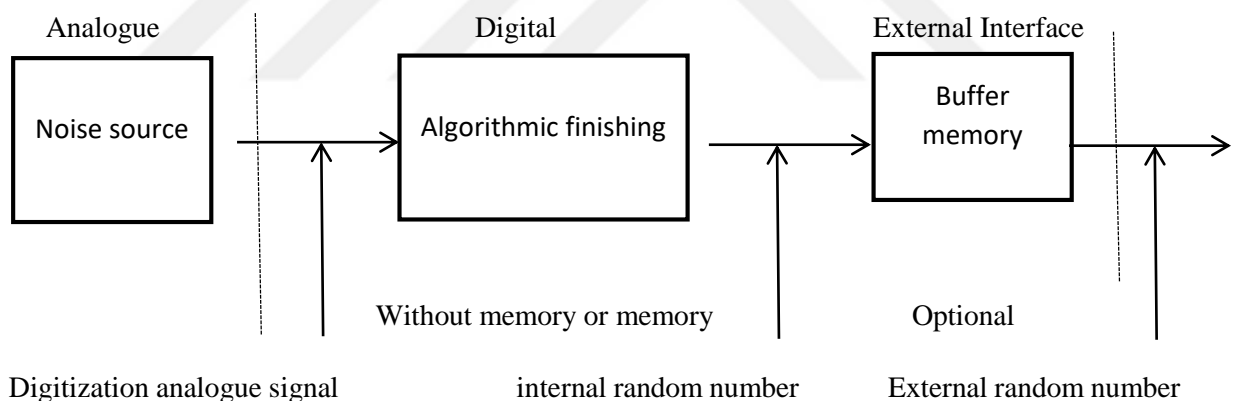 Analogue
Digital
External Interface
Noise source
Algorithmic finishing
Buffer
memory
Without memory or memory
Optional
Digitization analogue signal
internal random number
External random number